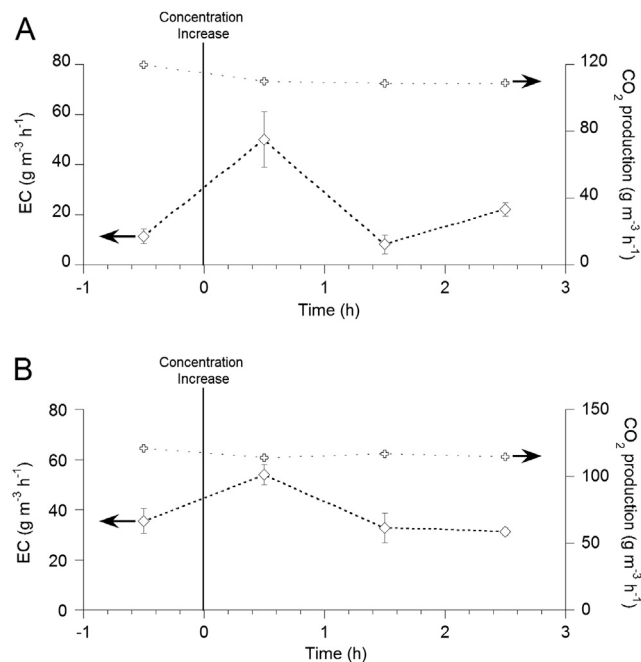 A
Concentration
Increase
80
60
40
20
0
EC (g m⁻³ h⁻¹)
120
80
40
0
CO₂ production
(g m⁻³ h⁻¹)
-1
0
1
2
3
Time (h)
B
Concentration
Increase
80
60
40
20
0
EC (g m⁻³ h⁻¹)
150
100
50
0
CO₂ production
(g m⁻³ h⁻¹)
-1
0
1
2
3
Time (h)